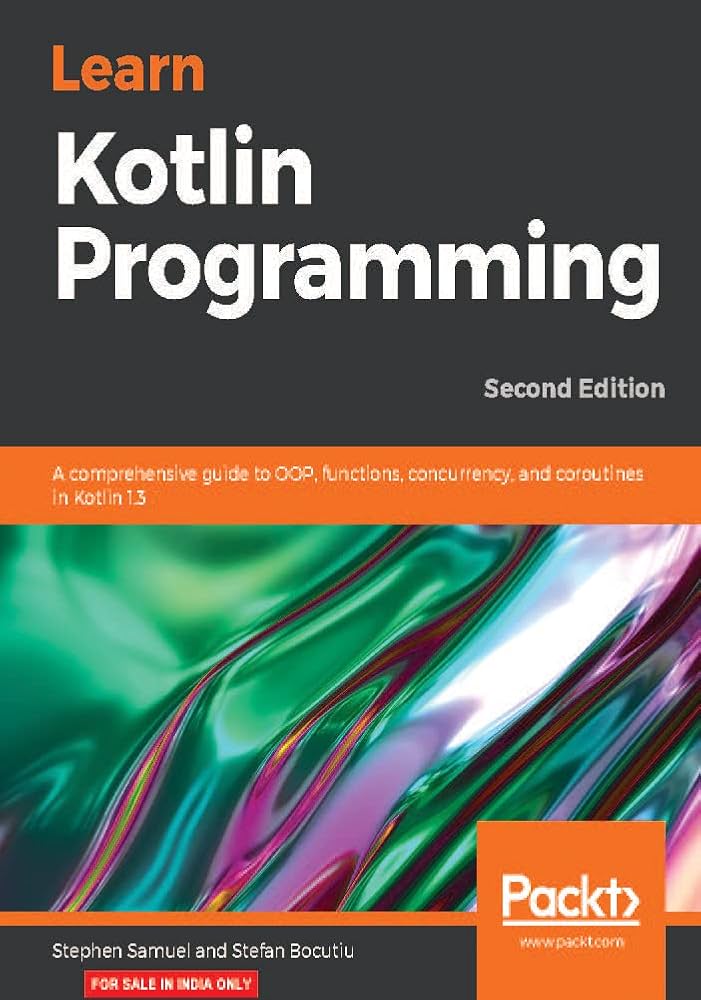 Learn
Kotlin
Programming
Second Edition
A comprehensive guide to OOP, functions, concurrency, and coroutines
in Kotlin 1.3
Packt>
www.packt.com
Stephen Samuel and Stefan Bocutiu
FOR SALE IN INDIA ONLY